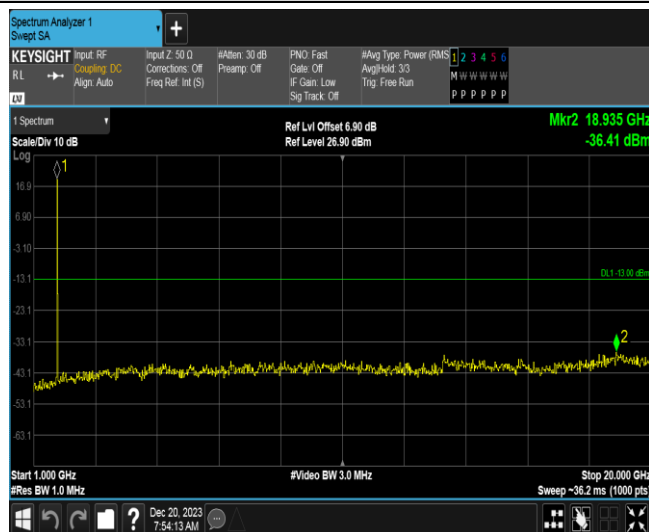 Spectrum Analyzer 1
Swept SA
KEYSIGHT Input: RF Input Z: 50 Ω #Atten: 30 dB PNO: Fast #Avg Type: Power (RMS 1 2 3 4 5 6
RL Coupling: DC Corrections: Off Preamp: Off Gate: Off Avg|Hold: 3/3 M W W W W W
Align: Auto Freq Ref: Int (S) IF Gain: Low Trig: Free Run
LXI Sig Track: Off P P P P P P
1 Spectrum Ref Lvl Offset 6.90 dB Mkr2 18.935 GHz
Scale/Div 10 dB Ref Level 26.90 dBm -36.41 dBm
Log
1
16.9
6.90
-3.10
-13.1 DL1 -13.00 dBm
-23.1
2
-33.1
-43.1
-53.1
-63.1
Start 1.000 GHz #Video BW 3.0 MHz Stop 20.000 GHz
#Res BW 1.0 MHz Sweep ~36.2 ms (1000 pts)
? Dec 20, 2023
7:54:13 AM